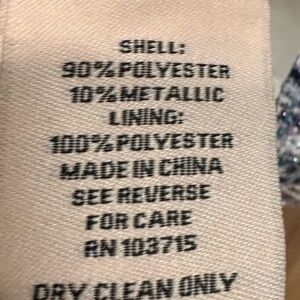 SHELL:
90% POLYESTER
10% METALLIC
LINING:
100% POLYESTER
MADE IN CHINA
SEE REVERSE
FOR CARE
RN 103715
DRY CLEAN ONLY